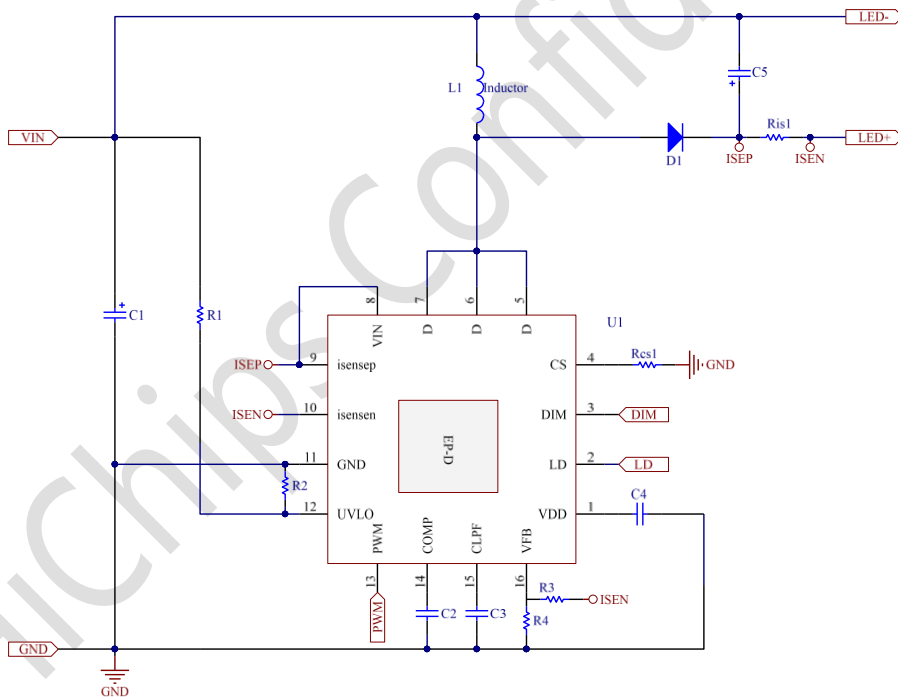 LED-
C5
L1
Inductor
VIN
D1
ISEP
Ris1
ISEN
LED+
C1
R1
U1
8
7
6
5
VIN
D
D
D
ISEP
9
isensep
CS
4
Rcs1
GND
ISEN
10
isensen
DIM
3
DIM
EP-D
11
GND
LD
2
LD
R2
12
UVLO
VDD
1
C4
PWM
COMP
CLPF
VFB
13
14
15
16
PWM
C2
C3
R3
ISEN
R4
GND
GND
Chips Confid